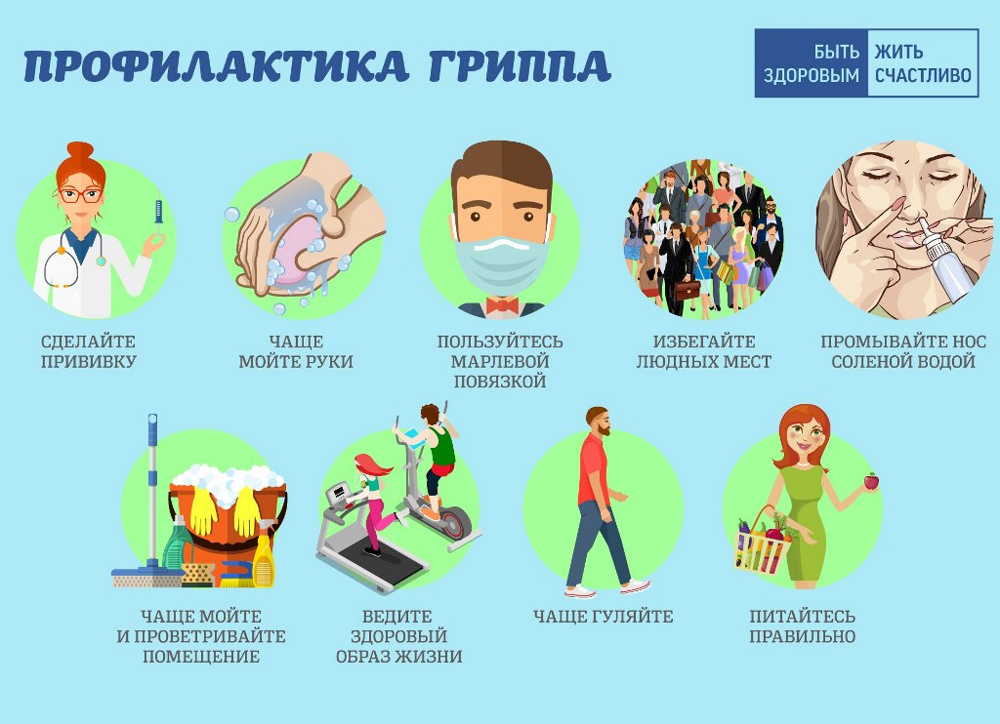 ПРОФИЛАКТИКА ГРИППА
БЫТЬ
ЗДОРОВЫМ
ЖИТЬ
СЧАСТЛИВО
СДЕЛАЙТЕ
ПРИВИВКУ
ЧАЩЕ
МОЙТЕ РУКИ
ПОЛЬЗУЙТЕСЬ
МАРЛЕВОЙ
ПОВЯЗКОЙ
ИЗБЕГАЙТЕ
ЛЮДНЫХ МЕСТ
ПРОМЫВАЙТЕ НОС
СОЛЕНОЙ ВОДОЙ
ЧАЩЕ МОЙТЕ
И ПРОВЕТРИВАЙТЕ
ПОМЕЩЕНИЕ
ВЕДИТЕ
ЗДОРОВЫЙ
ОБРАЗ ЖИЗНИ
ЧАЩЕ ГУЛЯЙТЕ
ПИТАЙТЕСЬ
ПРАВИЛЬНО